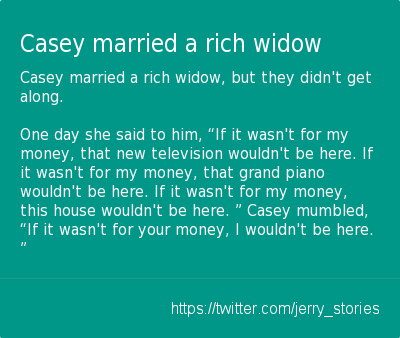 Casey married a rich widow
Casey married a rich widow, but they didn't get
along.
One day she said to him, “If it wasn't for my
money, that new television wouldn't be here. If
it wasn't for my money, that grand piano
wouldn't be here. If it wasn't for my money,
this house wouldn't be here. ” Casey mumbled,
“If it wasn't for your money, I wouldn't be here.
”
https://twitter.com/jerry_stories